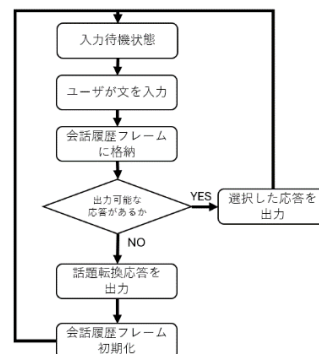 入力待機状態
ユーザが文を入力
会話履歴フレーム
に格納
出力可能な
応答があるか
YES
選択した応答を
出力
NO
話題転換応答を
出力
会話履歴フレーム
初期化